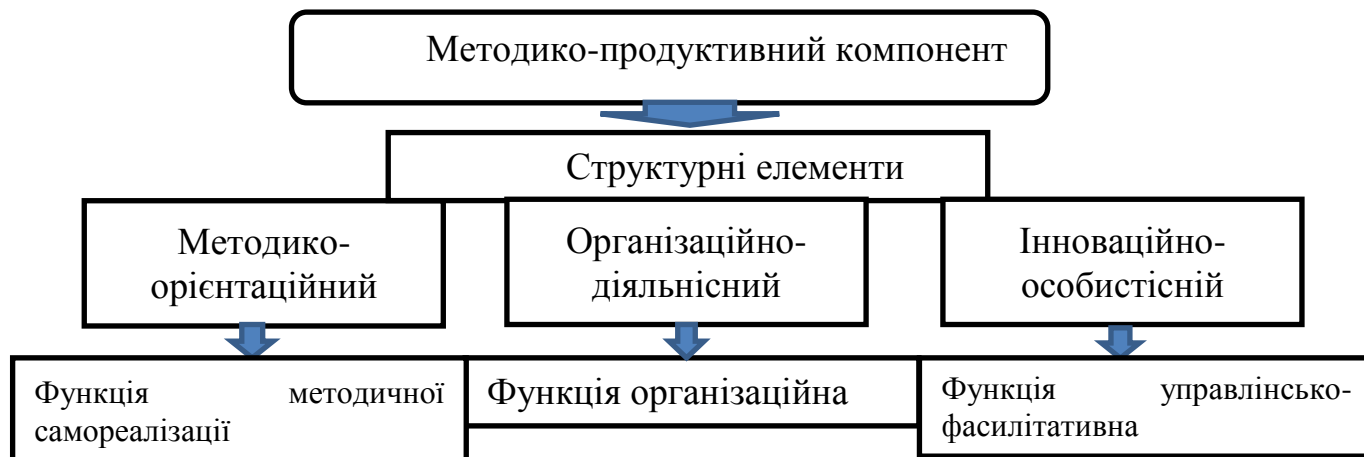 Методико-продуктивний компонент
Структурні елементи
Методико-
орієнтаційний
Організаційно-
діяльнісний
Інноваційно-
особистісній
Функція методичної
самореалізації
Функція організаційна
Функція управлінсько-
фасилітативна